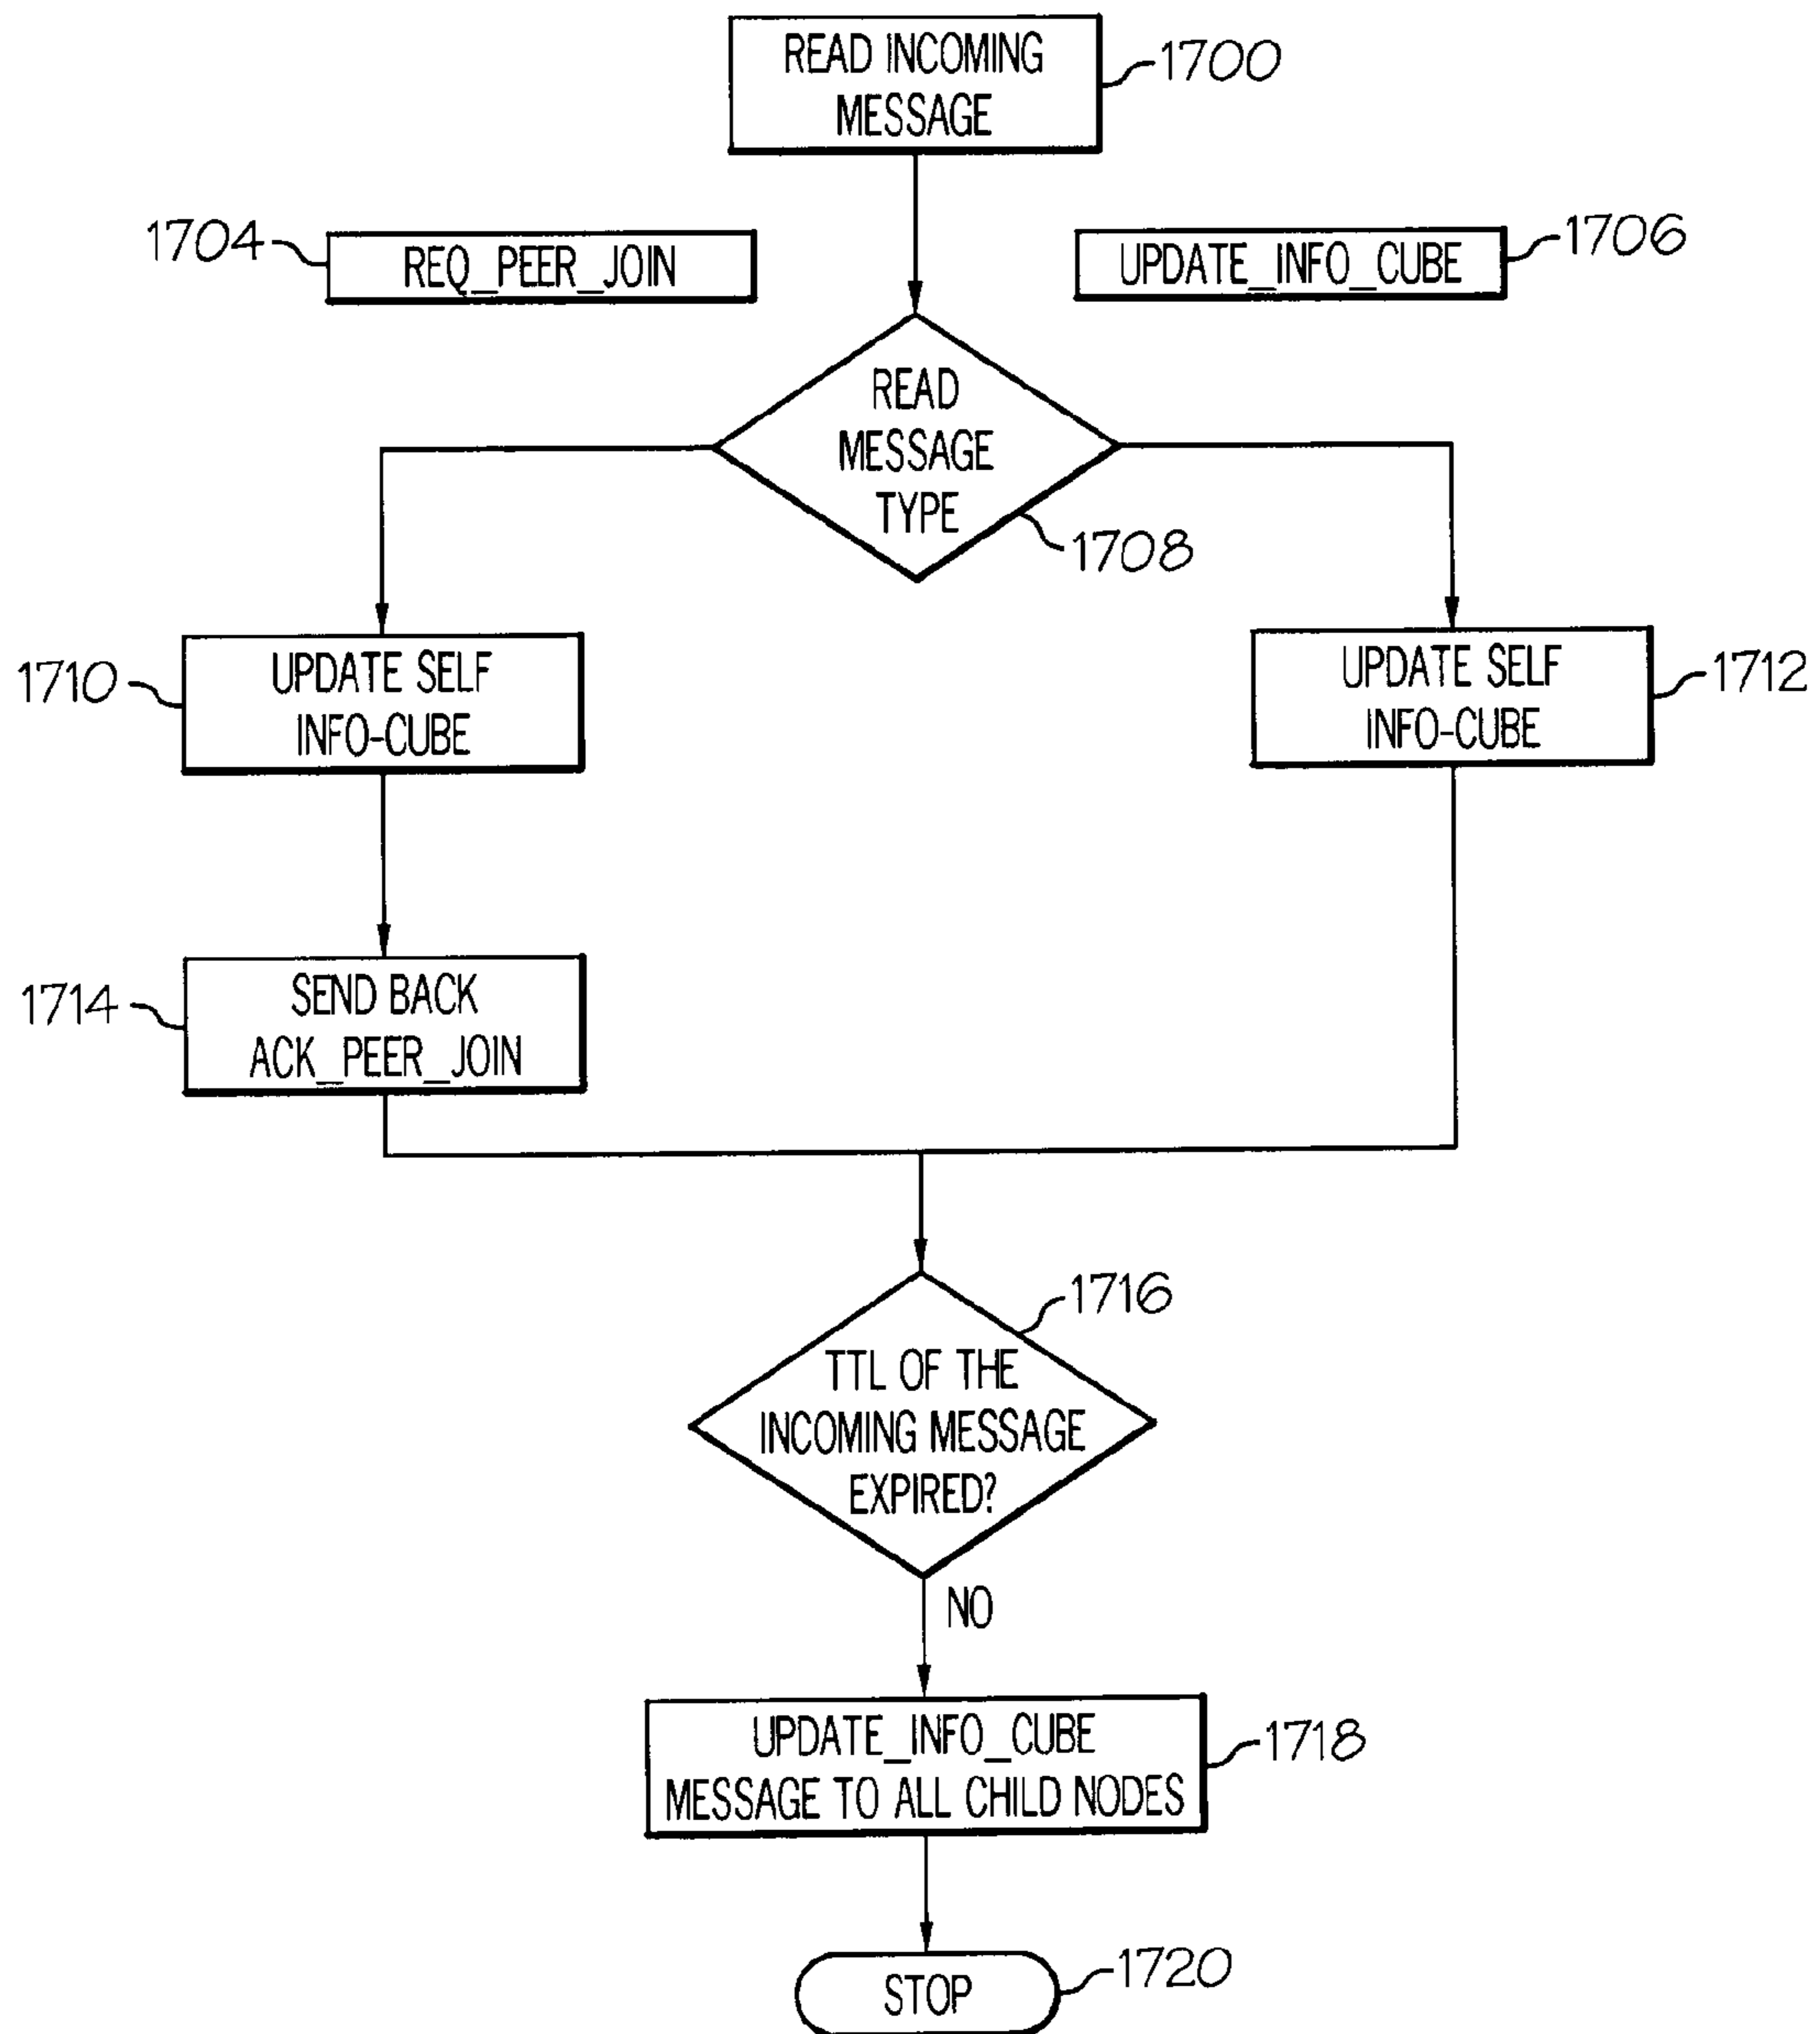 READ INCOMING
MESSAGE
1700
1704
REQ_PEER_JOIN
UPDATE_INFO_CUBE
1706
READ
MESSAGE
TYPE
1708
1710
UPDATE SELF
INFO-CUBE
UPDATE SELF
INFO-CUBE
1712
1714
SEND BACK
ACK_PEER_JOIN
1716
TTL OF THE
INCOMING MESSAGE
EXPIRED?
NO
UPDATE_INFO_CUBE
MESSAGE TO ALL CHILD NODES
1718
STOP
1720